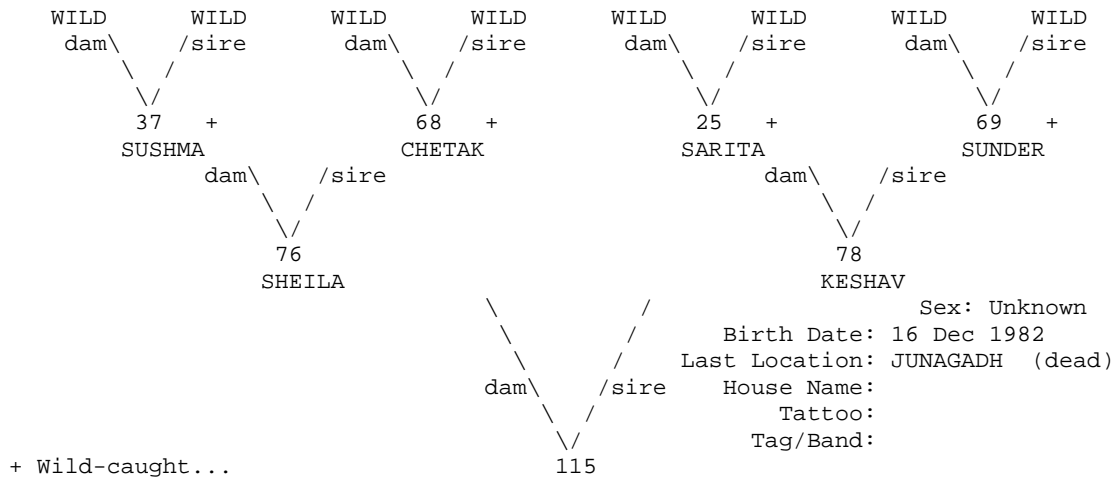 WILD WILD WILD WILD WILD WILD WILD WILD
dam\ /sire dam\ /sire dam\ /sire dam\ /sire
\ / \ / \ / \ /
\/ \/ \/ \/
37 + 68 + 25 + 69 +
SUSHMA CHETAK SARITA SUNDER
dam\ /sire dam\ /sire
\ / \ /
\/ \/
76 78
SHEILA KESHAV
\ / Sex: Unknown
\ / Birth Date: 16 Dec 1982
\ / Last Location: JUNAGADH (dead)
dam\ /sire House Name:
\ / Tattoo:
\/ Tag/Band:
+ Wild-caught... 115